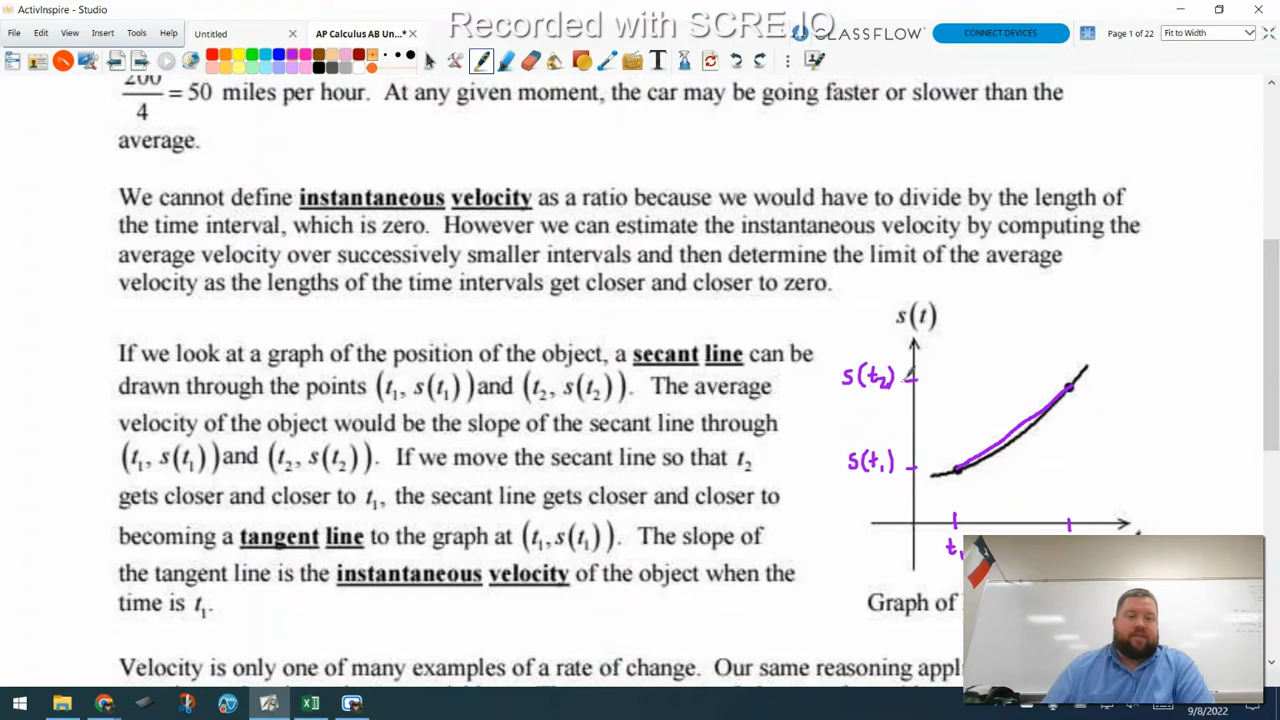 ActivInspire - Studio
Recorded with SCRE.IO
File Edit View Insert Tools Help
Untitled
AP Calculus AB Un...*
CLASSFLOW
CONNECT DEVICES
Page 1 of 22
Fit to Width
200/4 = 50 miles per hour. At any given moment, the car may be going faster or slower than the
average.
We cannot define instantaneous velocity as a ratio because we would have to divide by the length of
the time interval, which is zero. However we can estimate the instantaneous velocity by computing the
average velocity over successively smaller intervals and then determine the limit of the average
velocity as the lengths of the time intervals get closer and closer to zero.
s(t)
If we look at a graph of the position of the object, a secant line can be
drawn through the points (t₁, s(t₁)) and (t₂, s(t₂)). The average
velocity of the object would be the slope of the secant line through
(t₁, s(t₁)) and (t₂, s(t₂)). If we move the secant line so that t₂
gets closer and closer to t₁, the secant line gets closer and closer to
becoming a tangent line to the graph at (t₁, s(t₁)). The slope of
the tangent line is the instantaneous velocity of the object when the
time is t₁.
s(t₂)
s(t₁)
t₁
Graph of
Velocity is only one of many examples of a rate of change. Our same reasoning
9/8/2022